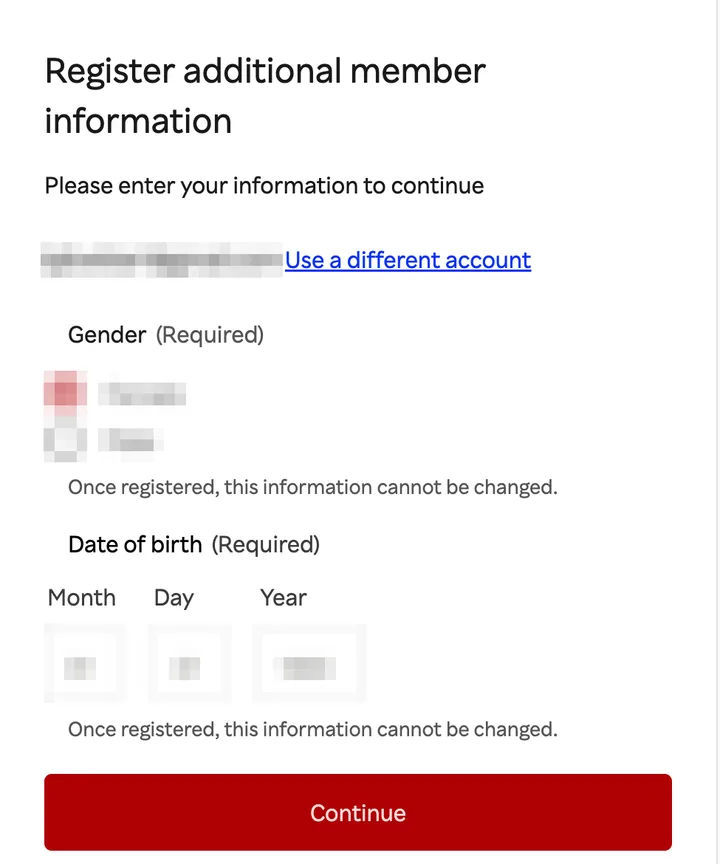 Register additional member
information
Please enter your information to continue
Use a different account
Gender (Required)
Once registered, this information cannot be changed.
Date of birth (Required)
Month Day Year
Once registered, this information cannot be changed.
Continue